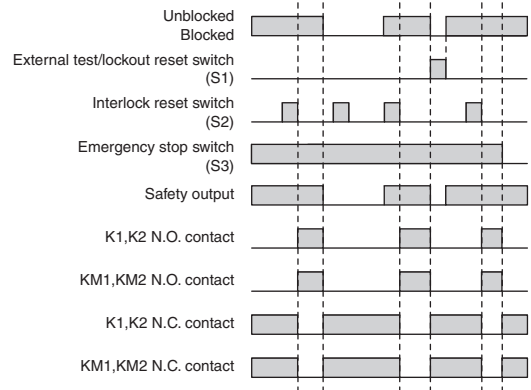 Unblocked
Blocked
External test/lockout reset switch
(S1)
Interlock reset switch
(S2)
Emergency stop switch
(S3)
Safety output
K1,K2 N.O. contact
KM1,KM2 N.O. contact
K1,K2 N.C. contact
KM1,KM2 N.C. contact